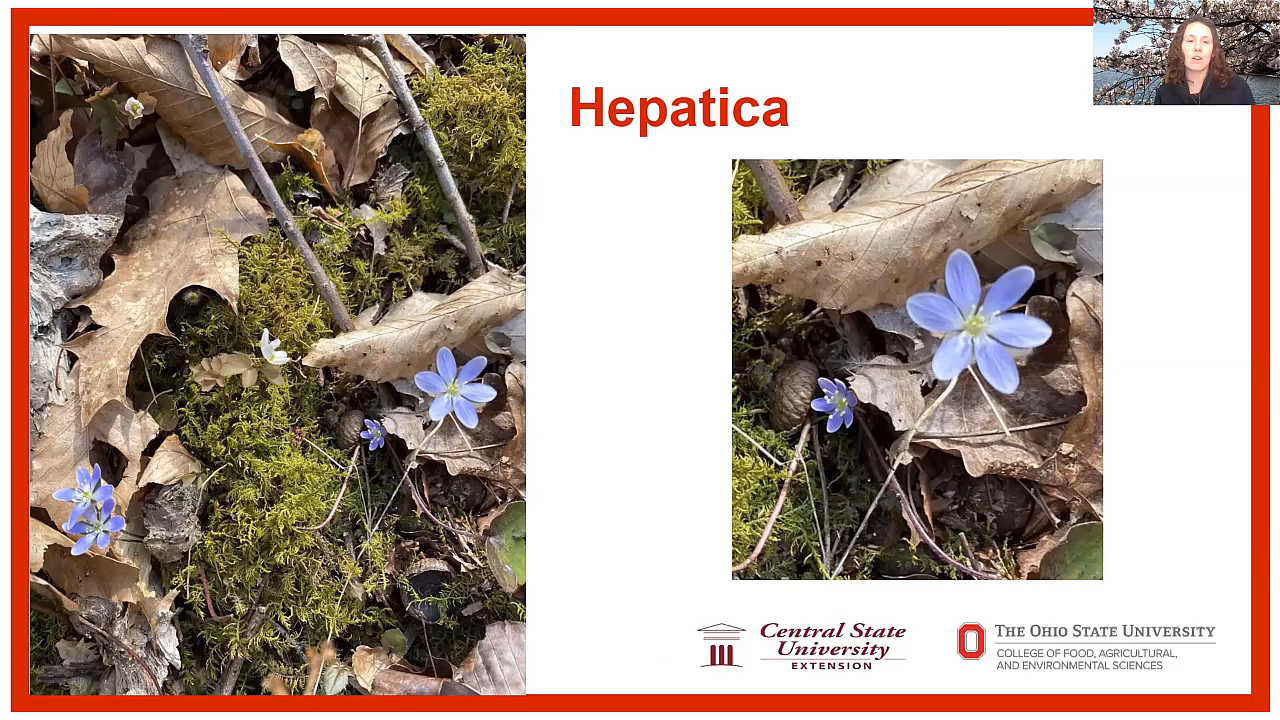 Hepatica
Central State
University
EXTENSION
THE OHIO STATE UNIVERSITY
COLLEGE OF FOOD, AGRICULTURAL,
AND ENVIRONMENTAL SCIENCES